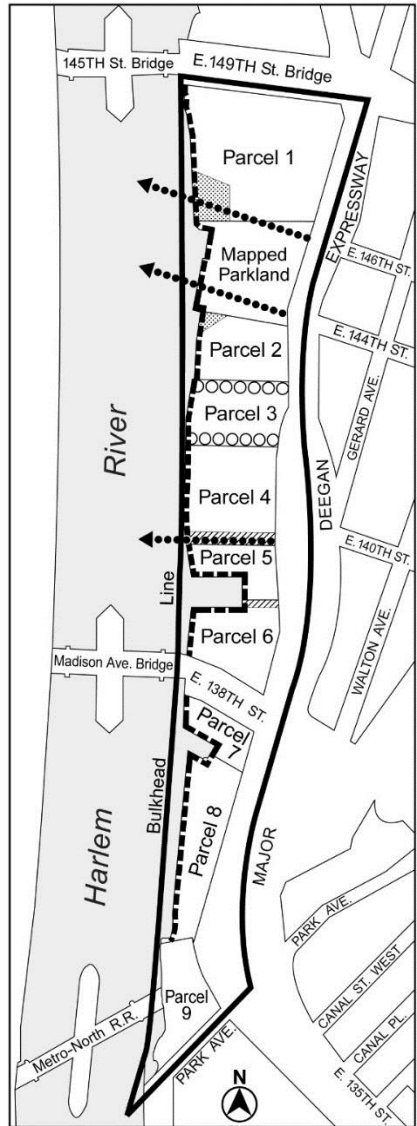 145TH St. Bridge
E. 149TH St. Bridge
Parcel 1
EXPRESSWAY
E. 146TH ST.
Mapped
Parkland
E. 144TH ST.
Parcel 2
GERARD AVE.
Parcel 3
River
DEEGAN
Parcel 4
E. 140TH ST.
Parcel 5
Line
WALTON AVE.
Parcel 6
Madison Ave. Bridge
E. 138TH ST.
Parcel
7
Bulkhead
Parcel 8
MAJOR
Harlem
PARK AVE.
CANAL ST. WEST
Parcel
9
CANAL PL.
Metro-North R.R.
PARK AVE.
E. 135TH ST.
N